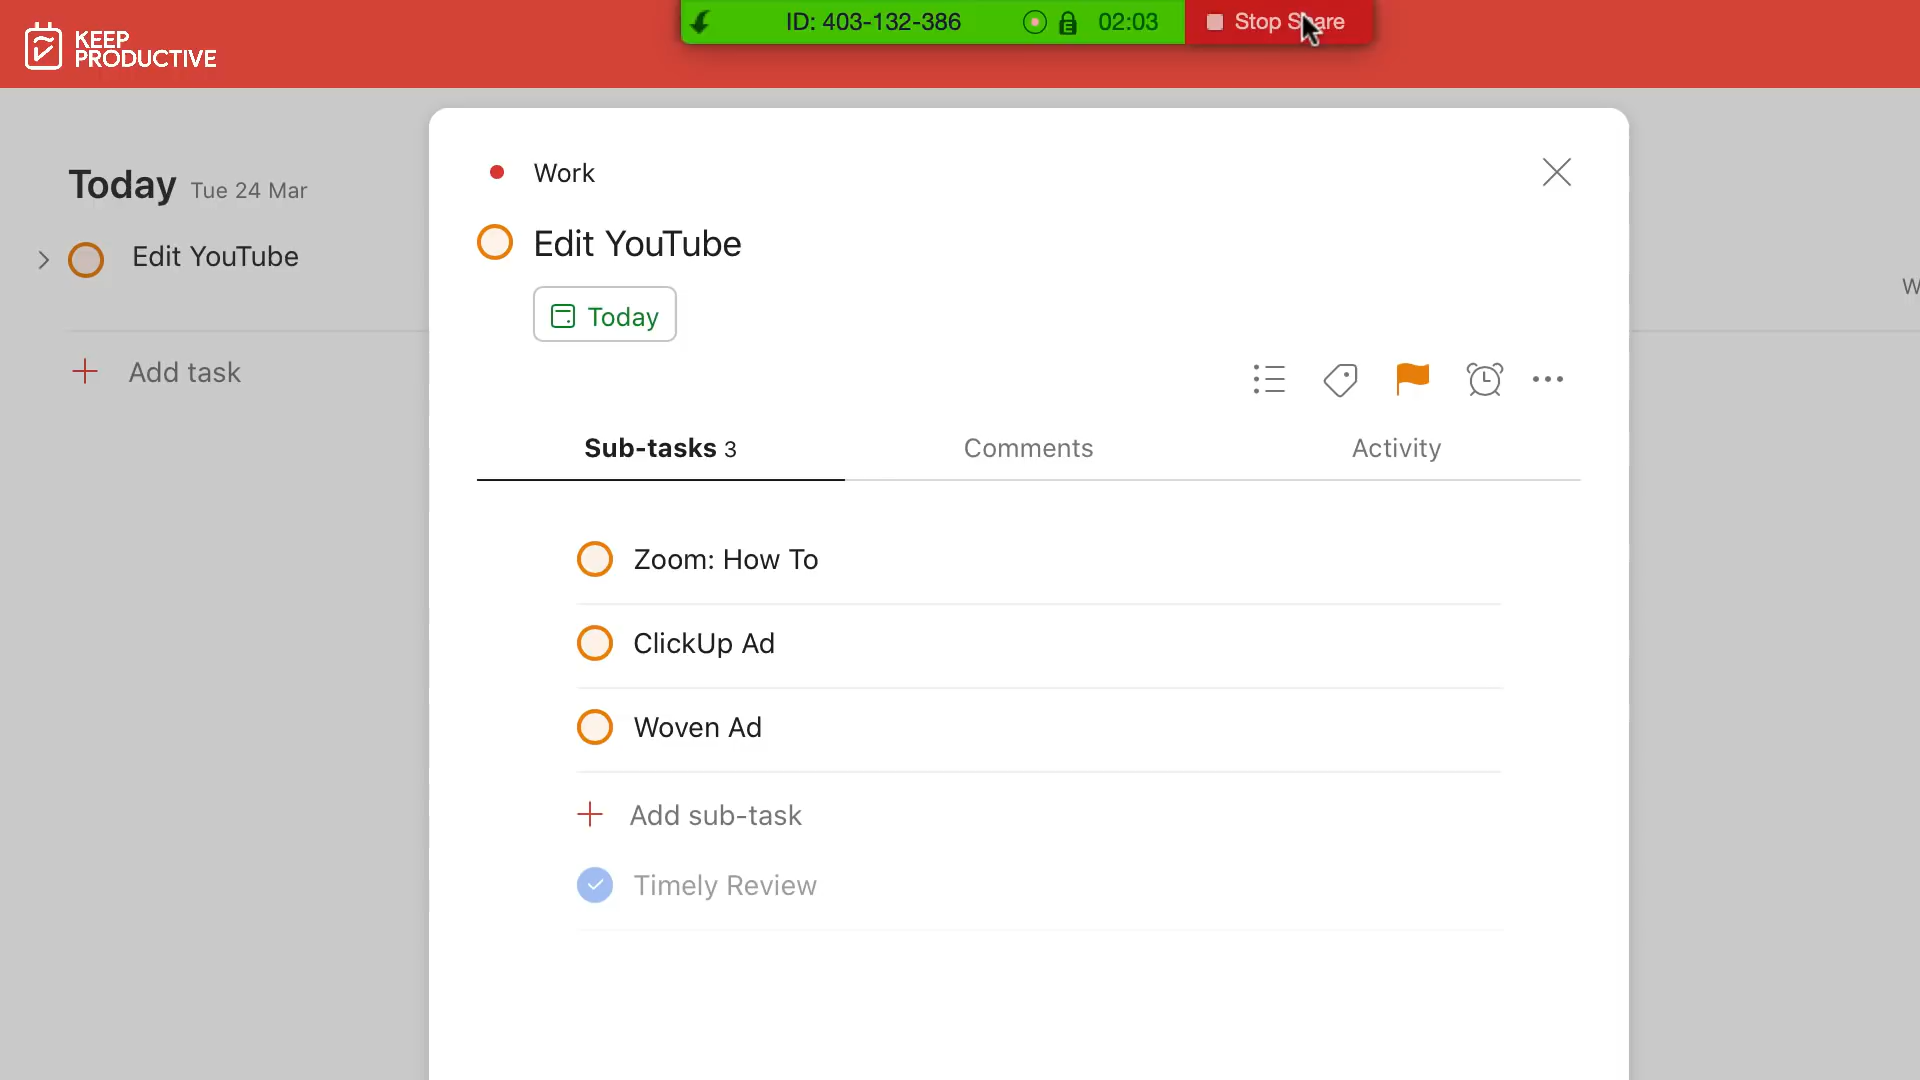 KEEP
PRODUCTIVE
ID: 403-132-386
02:03
Stop Share
Today Tue 24 Mar
Edit YouTube
Add task
Work
Edit YouTube
Today
Sub-tasks 3
Comments
Activity
Zoom: How To
ClickUp Ad
Woven Ad
Add sub-task
Timely Review
W